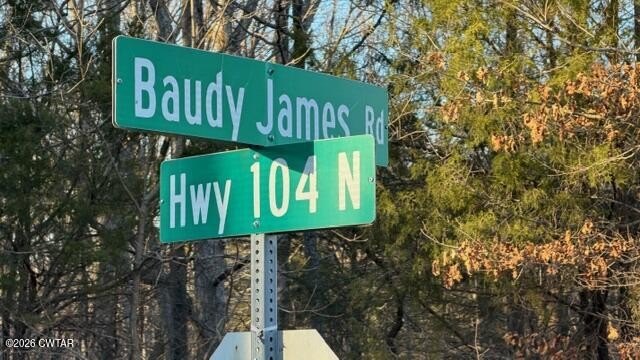 Baudy James Rd
Hwy 104 N
©2026 CWTAR